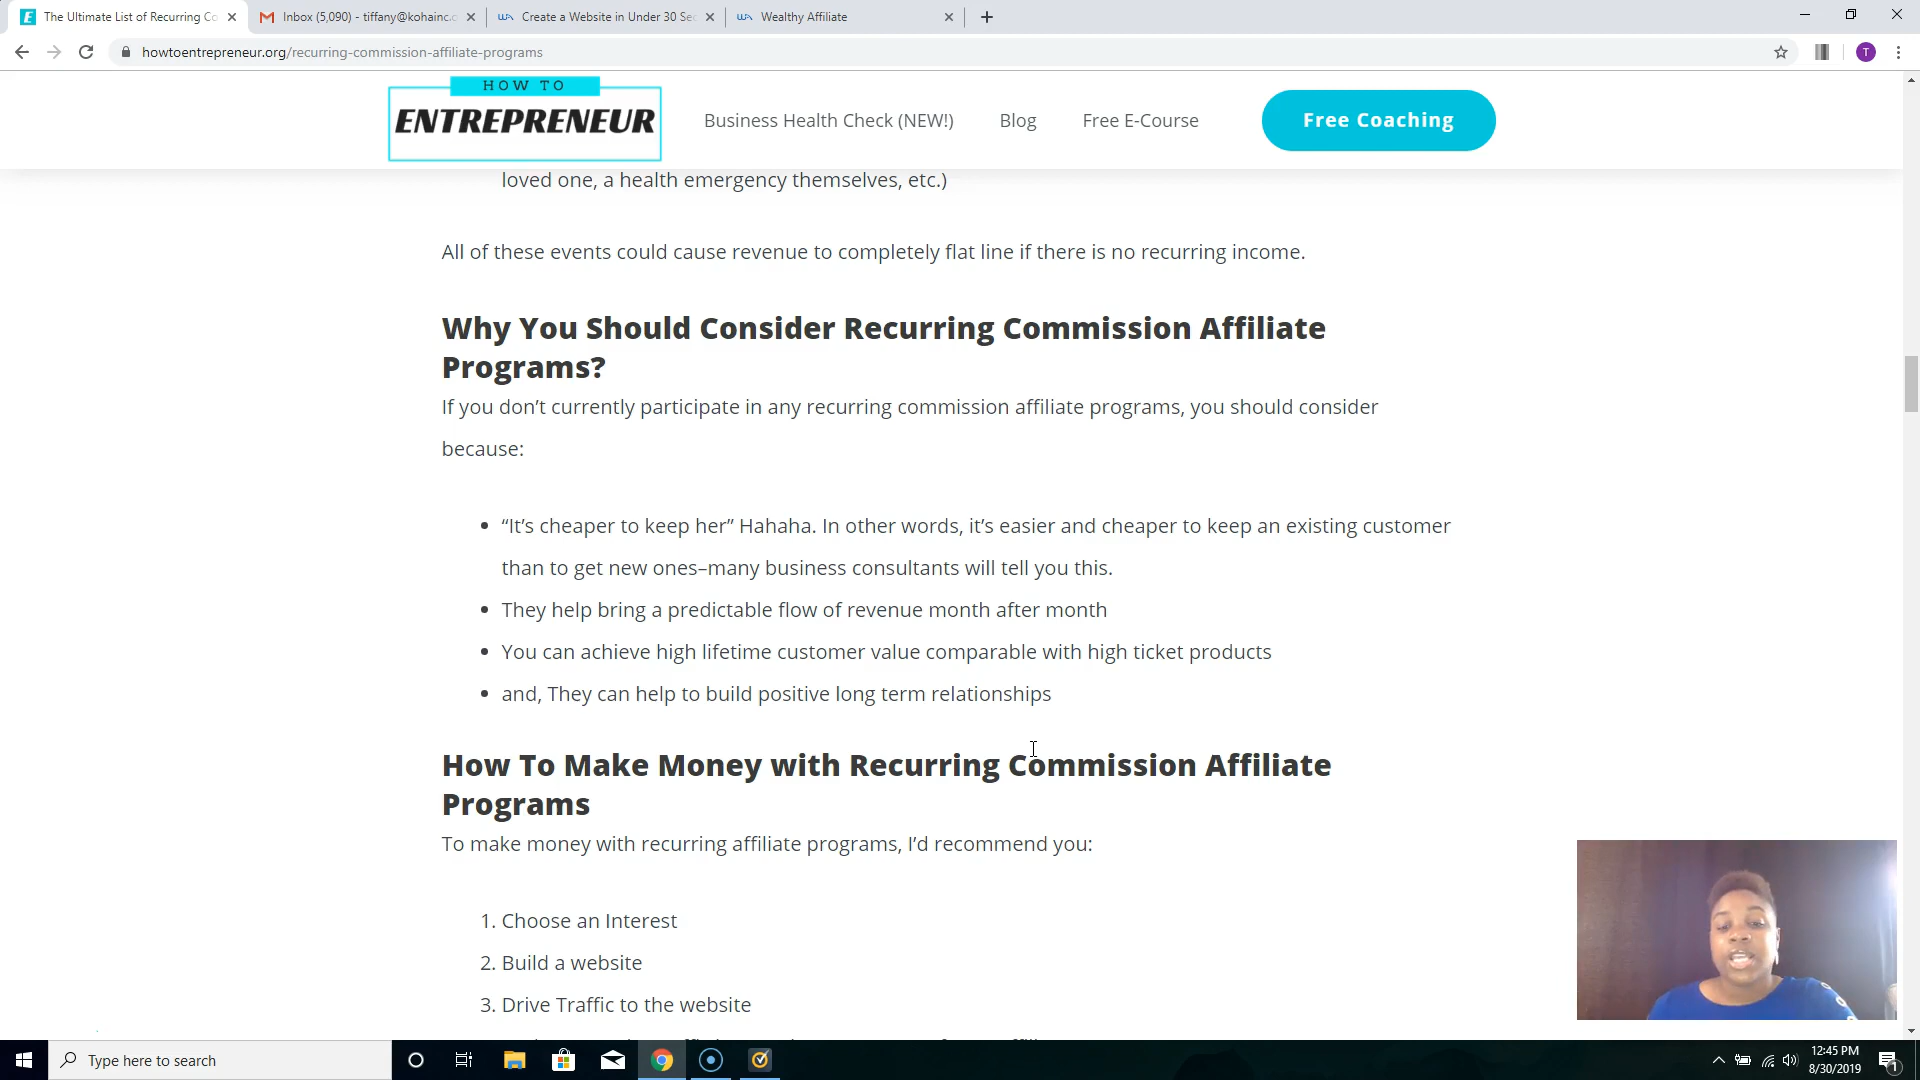 The Ultimate List of Recurring Co
Inbox (5,090) - tiffany@kohainc.c
Create a Website in Under 30 Sec
Wealthy Affiliate
howtoentrepreneur.org/recurring-commission-affiliate-programs
T
HOW TO
ENTREPRENEUR
Business Health Check (NEW!)
Blog
Free E-Course
Free Coaching
loved one, a health emergency themselves, etc.)
All of these events could cause revenue to completely flat line if there is no recurring income.
Why You Should Consider Recurring Commission Affiliate
Programs?
If you don’t currently participate in any recurring commission affiliate programs, you should consider
because:
• “It’s cheaper to keep her” Hahaha. In other words, it’s easier and cheaper to keep an existing customer
than to get new ones–many business consultants will tell you this.
• They help bring a predictable flow of revenue month after month
• You can achieve high lifetime customer value comparable with high ticket products
• and, They can help to build positive long term relationships
How To Make Money with Recurring Commission Affiliate
Programs
To make money with recurring affiliate programs, I’d recommend you:
1. Choose an Interest
2. Build a website
3. Drive Traffic to the website
Type here to search
12:45 PM
8/30/2019
1